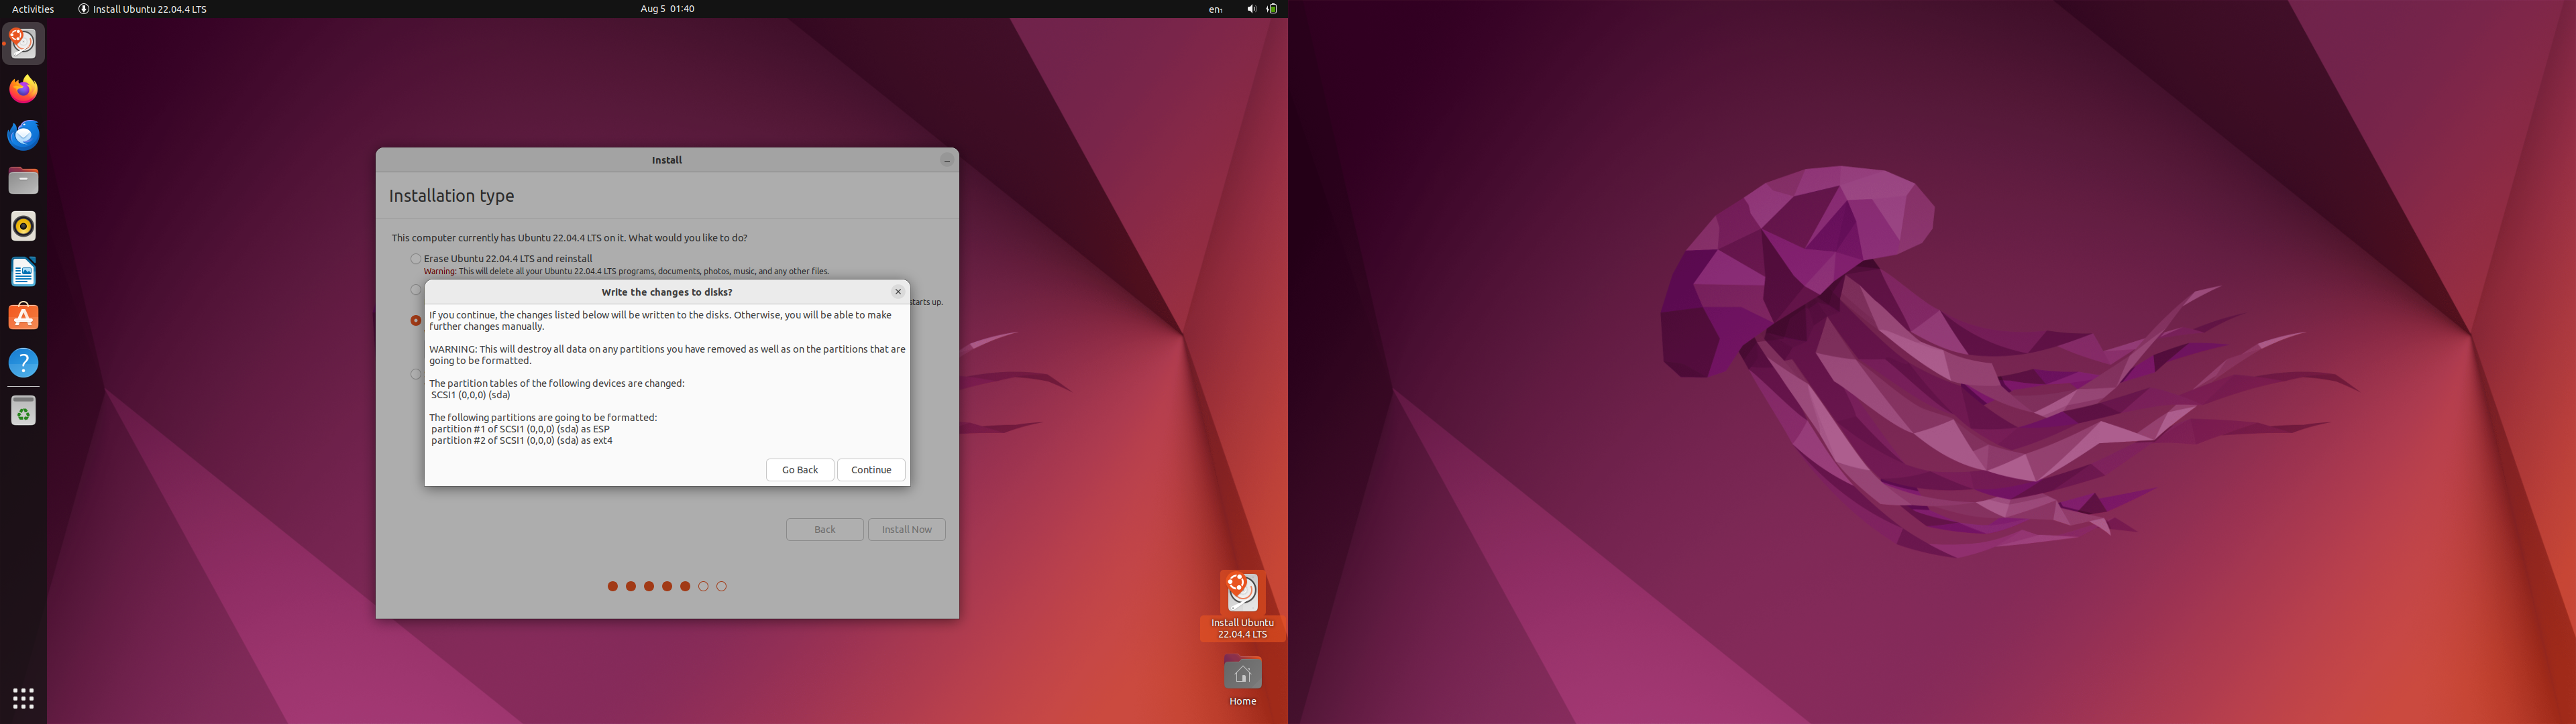 Activities
Install Ubuntu 22.04.4 LTS
Aug 5 01:40
en₁
Install
Installation type
This computer currently has Ubuntu 22.04.4 LTS on it. What would you like to do?
Erase Ubuntu 22.04.4 LTS and reinstall
Warning: This will delete all your Ubuntu 22.04.4 LTS programs, documents, photos, music, and any other files.
starts up.
Write the changes to disks?
If you continue, the changes listed below will be written to the disks. Otherwise, you will be able to make
further changes manually.
WARNING: This will destroy all data on any partitions you have removed as well as on the partitions that are
going to be formatted.
The partition tables of the following devices are changed:
SCSI1 (0,0,0) (sda)
The following partitions are going to be formatted:
partition #1 of SCSI1 (0,0,0) (sda) as ESP
partition #2 of SCSI1 (0,0,0) (sda) as ext4
Go Back
Continue
Back
Install Now
Install Ubuntu
22.04.4 LTS
Home